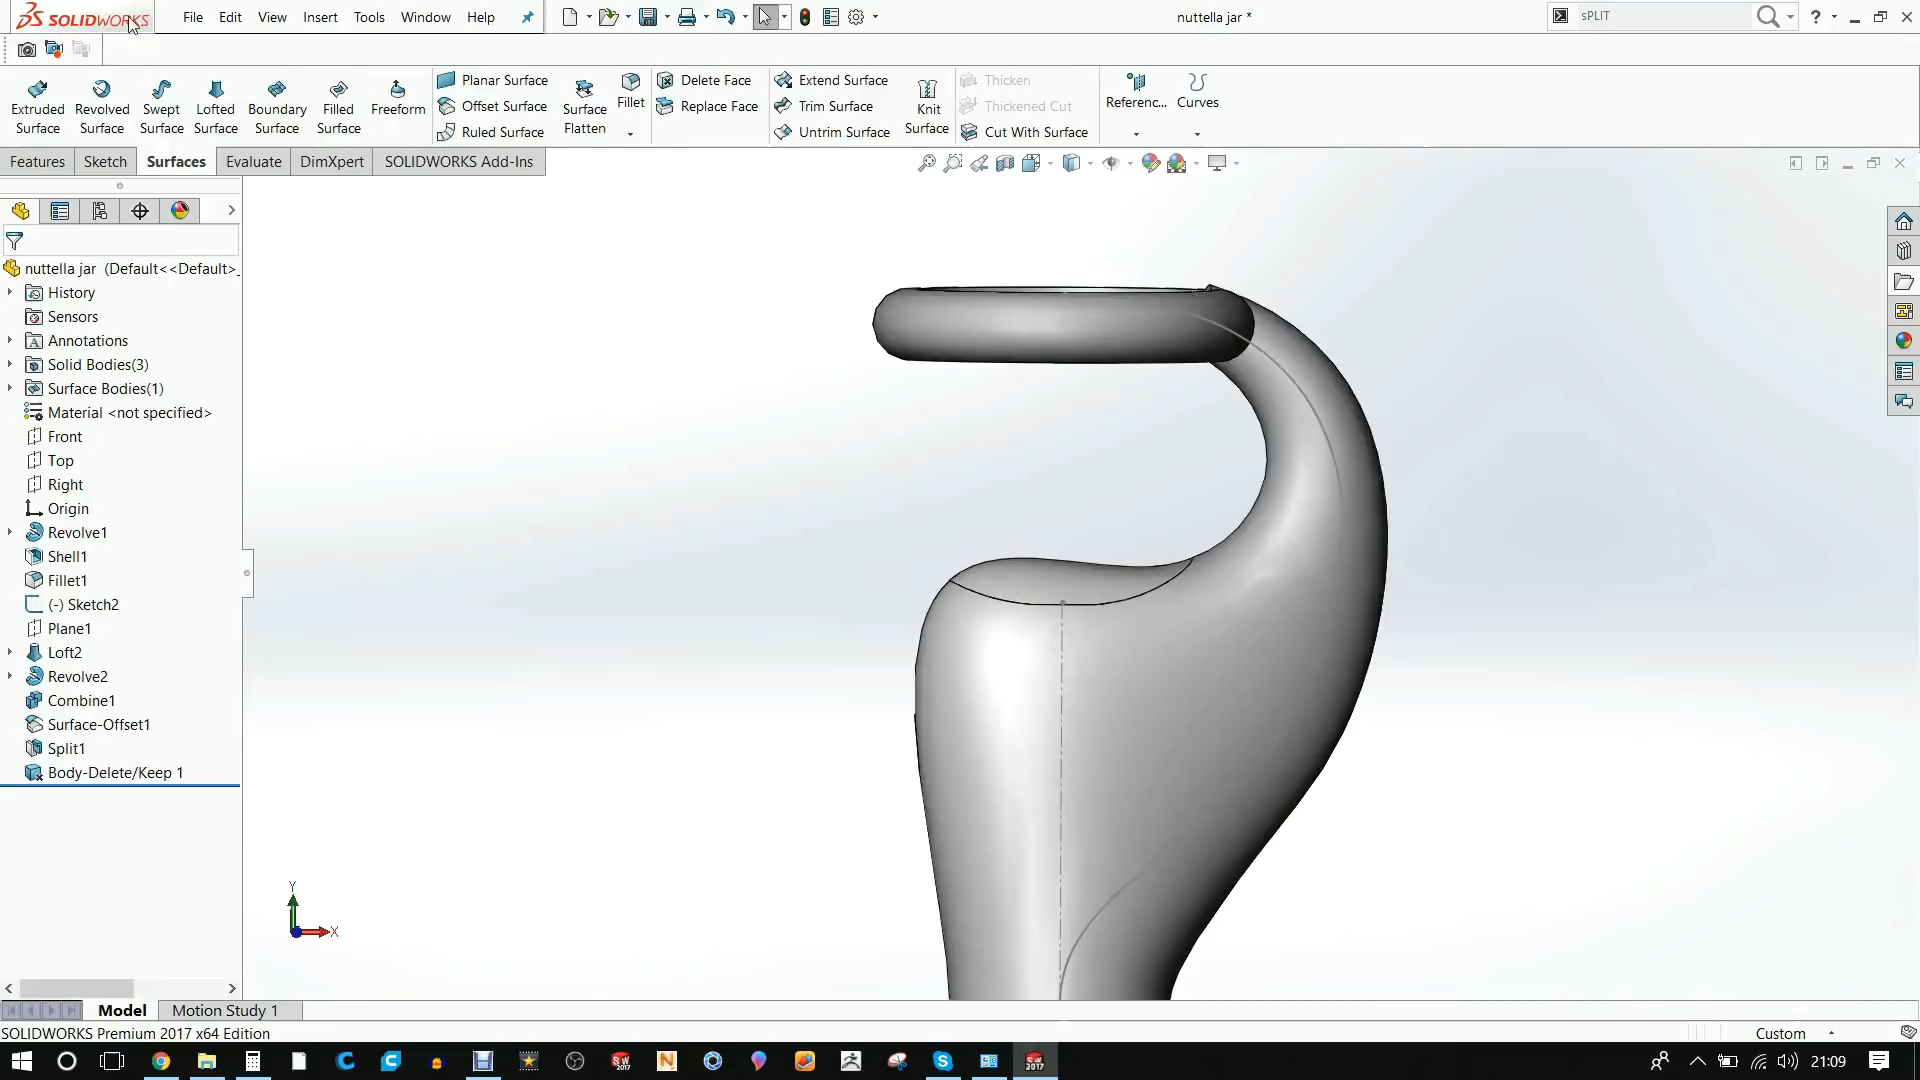 SOLIDWORKS File Edit View Insert Tools Window Help nuttella jar * sPLIT ?
Extruded Surface Revolved Surface Swept Surface Lofted Surface Boundary Surface Filled Surface Freeform
Planar Surface
Offset Surface
Ruled Surface
Surface Flatten
Fillet
Delete Face
Replace Face
Extend Surface
Trim Surface
Untrim Surface
Knit Surface
Thicken
Thickened Cut
Cut With Surface
Referenc...
Curves
Features Sketch Surfaces Evaluate DimXpert SOLIDWORKS Add-Ins
nuttella jar (Default<<Default>_
History
Sensors
Annotations
Solid Bodies(3)
Surface Bodies(1)
Material <not specified>
Front
Top
Right
Origin
Revolve1
Shell1
Fillet1
(-) Sketch2
Plane1
Loft2
Revolve2
Combine1
Surface-Offset1
Split1
Body-Delete/Keep 1
Y
X
Model Motion Study 1
SOLIDWORKS Premium 2017 x64 Edition Custom
SW 2017 SW 2017 21:09